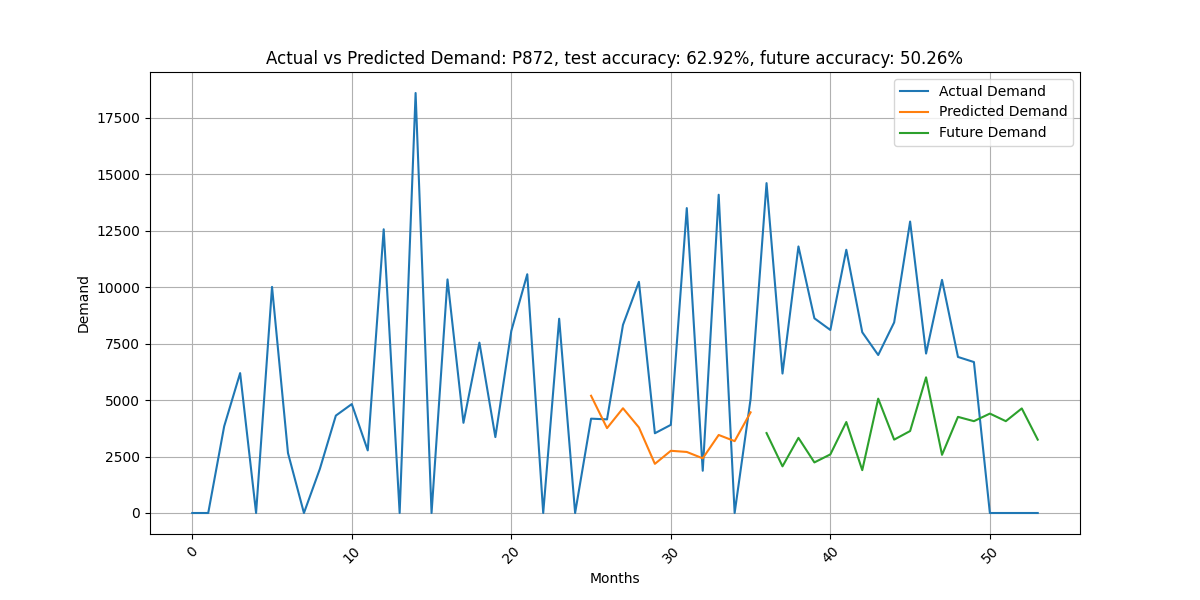 Actual vs Predicted Demand: P872, test accuracy: 62.92%, future accuracy: 50.26%
Actual Demand
Predicted Demand
Future Demand
17500
15000
12500
10000
7500
5000
2500
0
Demand
0
10
20
30
40
50
Months